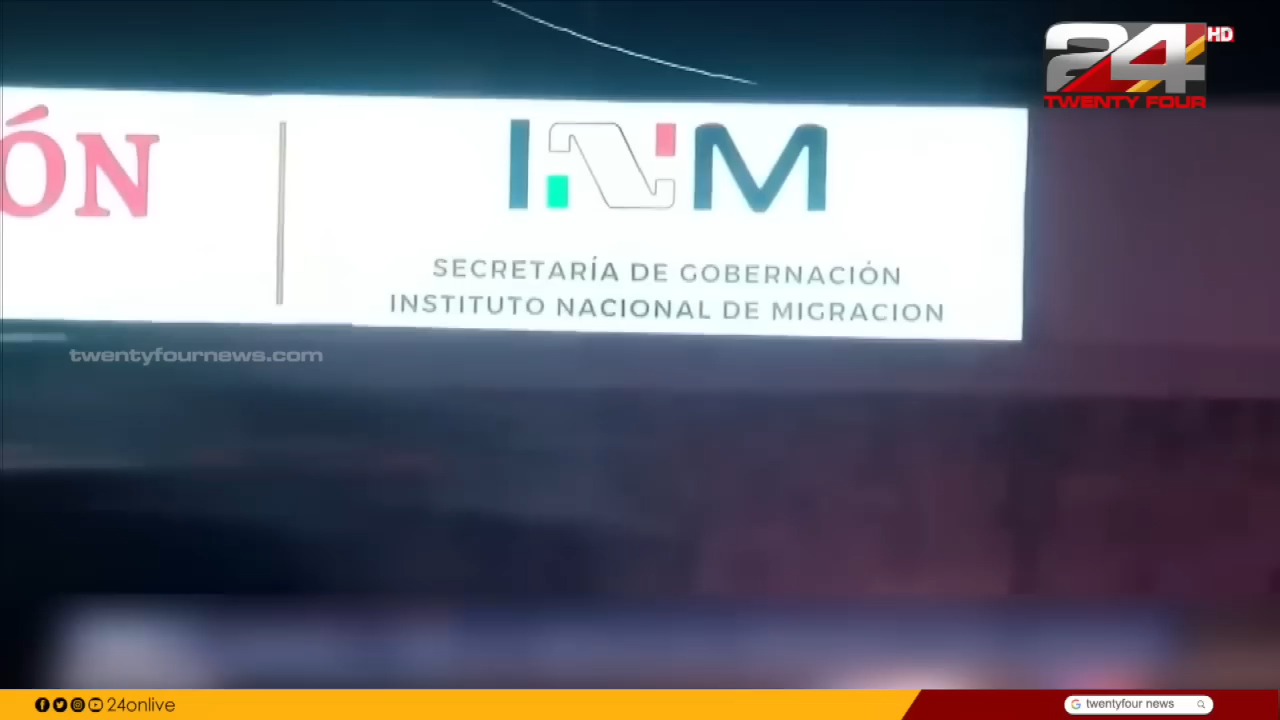 24 HD
TWENTY FOUR
ÓN
INM
SECRETARÍA DE GOBERNACIÓN
INSTITUTO NACIONAL DE MIGRACION
twentyfournews.com
24onlive
twentyfour news